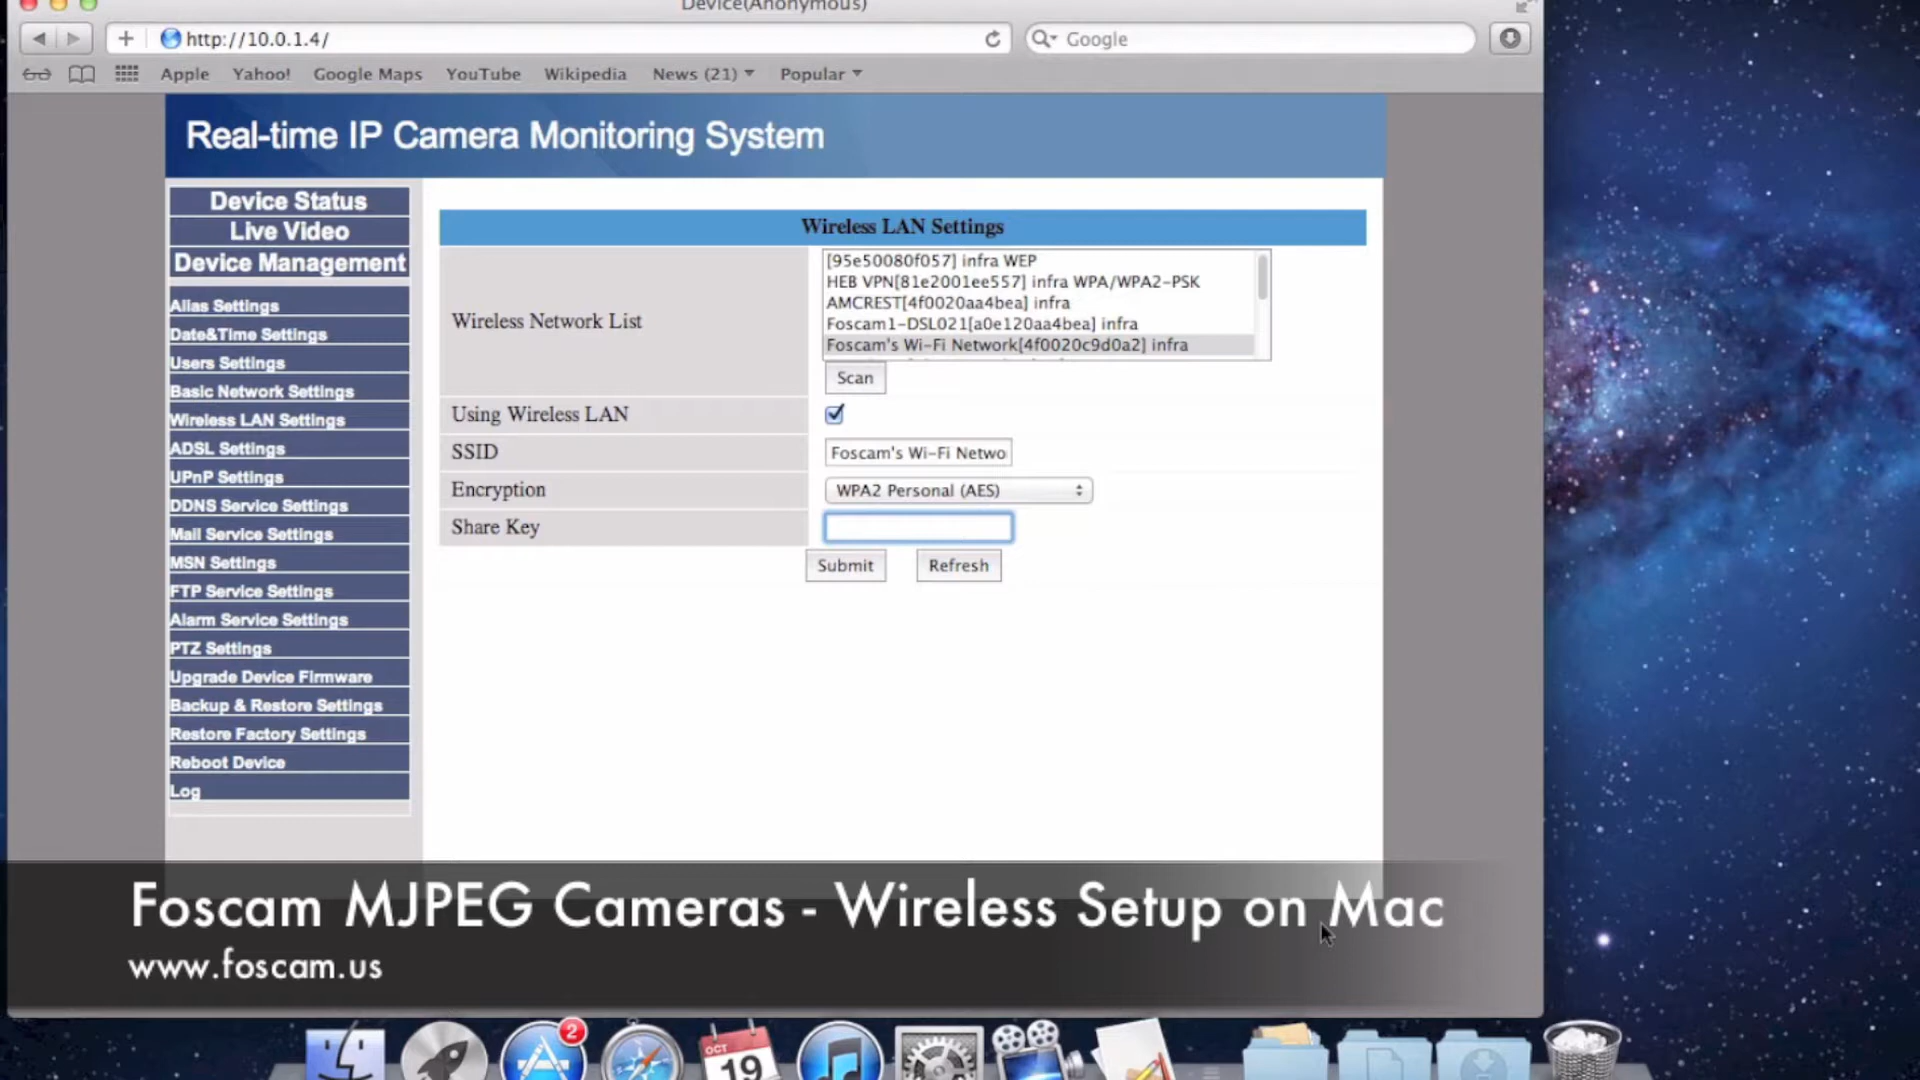 Device(Anonymous)
http://10.0.1.4/
Google
Apple Yahoo! Google Maps YouTube Wikipedia News (21) Popular
Real-time IP Camera Monitoring System
Device Status
Live Video
Device Management
Alias Settings
Date&Time Settings
Users Settings
Basic Network Settings
Wireless LAN Settings
ADSL Settings
UPnP Settings
DDNS Service Settings
Mail Service Settings
MSN Settings
FTP Service Settings
Alarm Service Settings
PTZ Settings
Upgrade Device Firmware
Backup & Restore Settings
Restore Factory Settings
Reboot Device
Log
Wireless LAN Settings
Wireless Network List
[95e50080f057] infra WEP
HEB VPN[81e2001ee557] infra WPA/WPA2-PSK
AMCREST[4f0020aa4bea] infra
Foscam1-DSL021[a0e120aa4bea] infra
Foscam's Wi-Fi Network[4f0020c9d0a2] infra
Scan
Using Wireless LAN
SSID Foscam's Wi-Fi Netwo
Encryption WPA2 Personal (AES)
Share Key
Submit Refresh
Foscam MJPEG Cameras - Wireless Setup on Mac
www.foscam.us
2
OCT
19